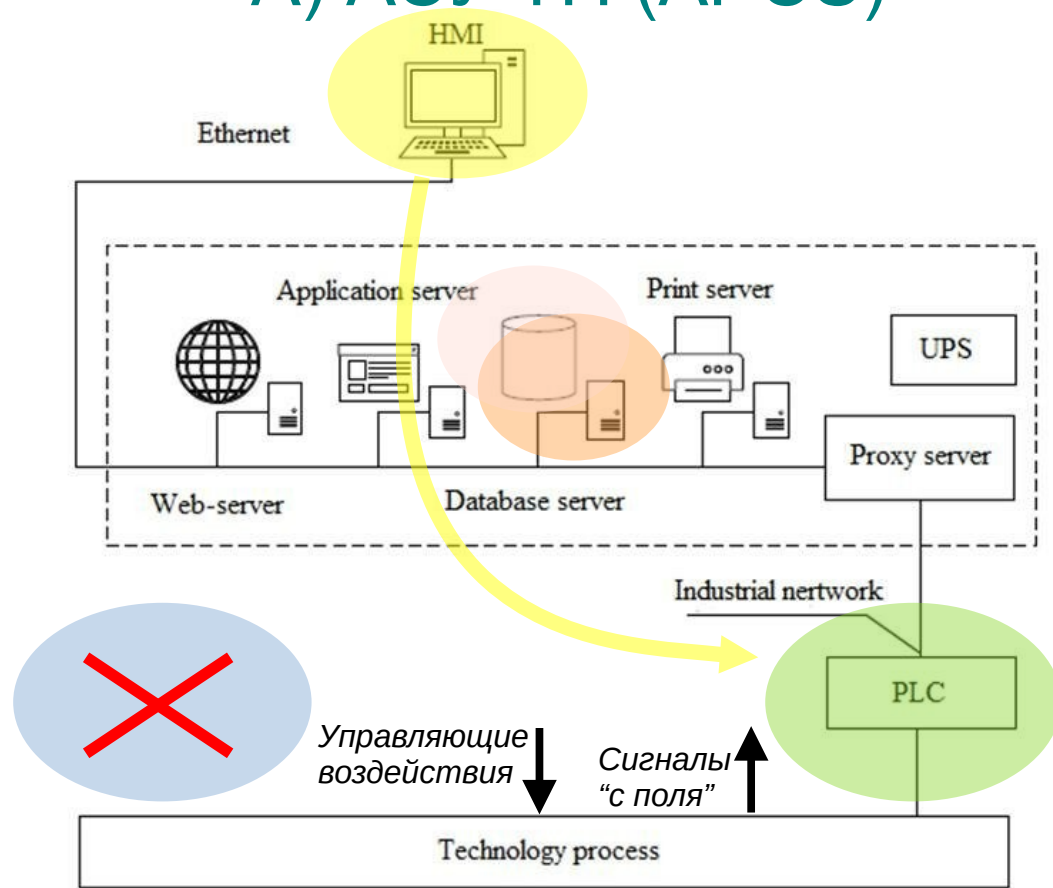 HMI
Ethernet
Application server
Print server
UPS
Proxy server
Web-server
Database server
Industrial nertwork
PLC
Управляющие
воздействия
Сигналы
“с поля”
Technology process